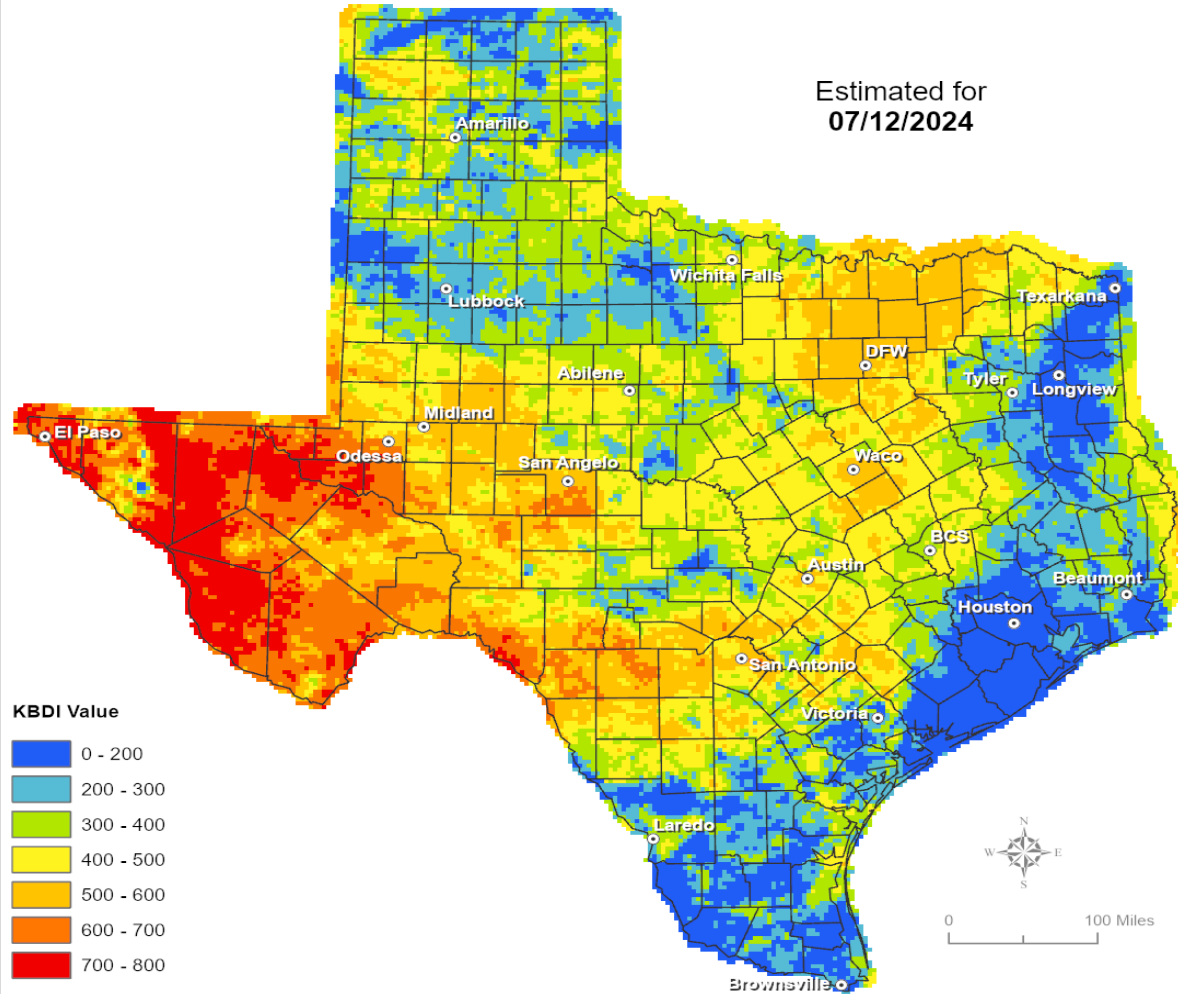 Estimated for
07/12/2024
Amarillo
Wichita Falls
Lubbock
Texarkana
DFW
Abilene
Tyler
Longview
Midland
El Paso
Odessa
San Angelo
Waco
BCS
Austin
Beaumont
Houston
San Antonio
Victoria
Laredo
Brownsville
KBDI Value
0 - 200
200 - 300
300 - 400
400 - 500
500 - 600
600 - 700
700 - 800
N
W E
S
0 100 Miles